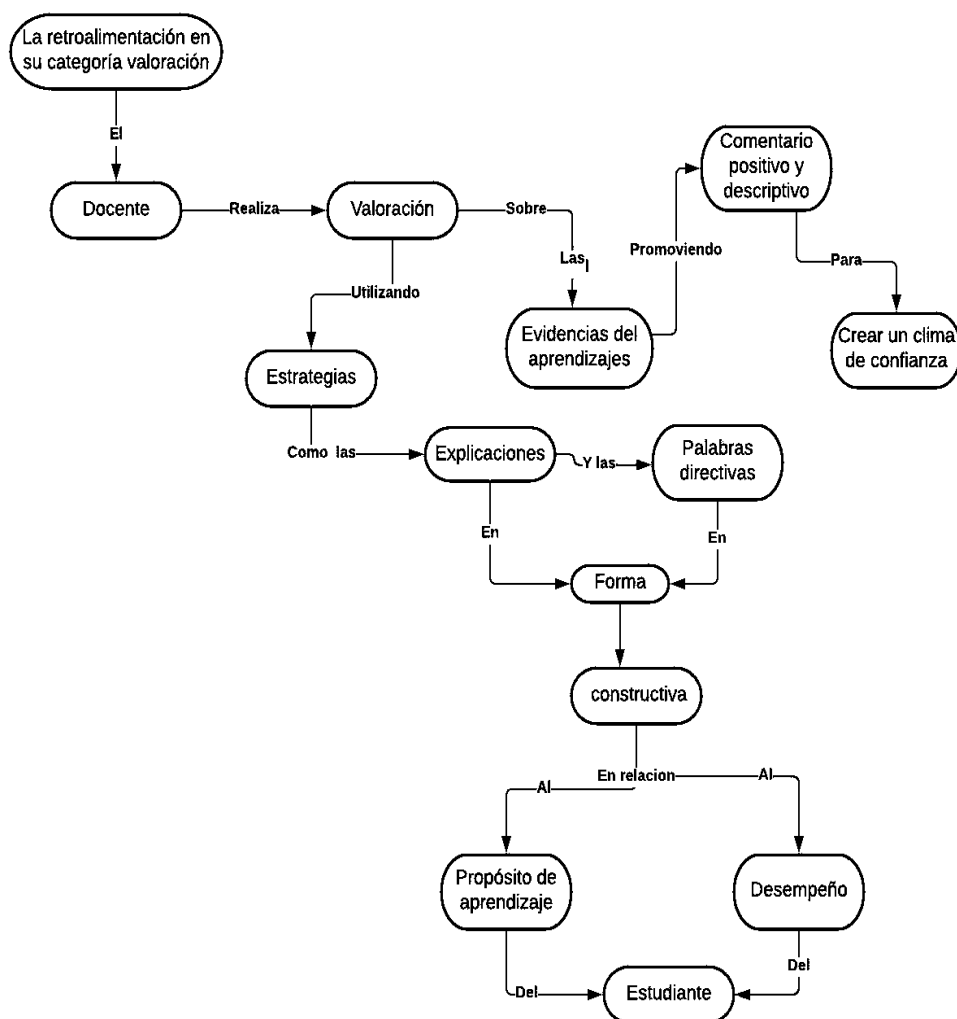 La retroalimentación en
su categoría valoración
El
Docente
Realiza
Valoración
Sobre
Las
Evidencias del
aprendizajes
Promoviendo
Comentario
positivo y
descriptivo
Para
Crear un clima
de confianza
Utilizando
Estrategias
Como las
Explicaciones
Y las
Palabras
directivas
En
En
Forma
constructiva
En relacion
Al
Al
Propósito de
aprendizaje
Desempeño
Del
Del
Estudiante